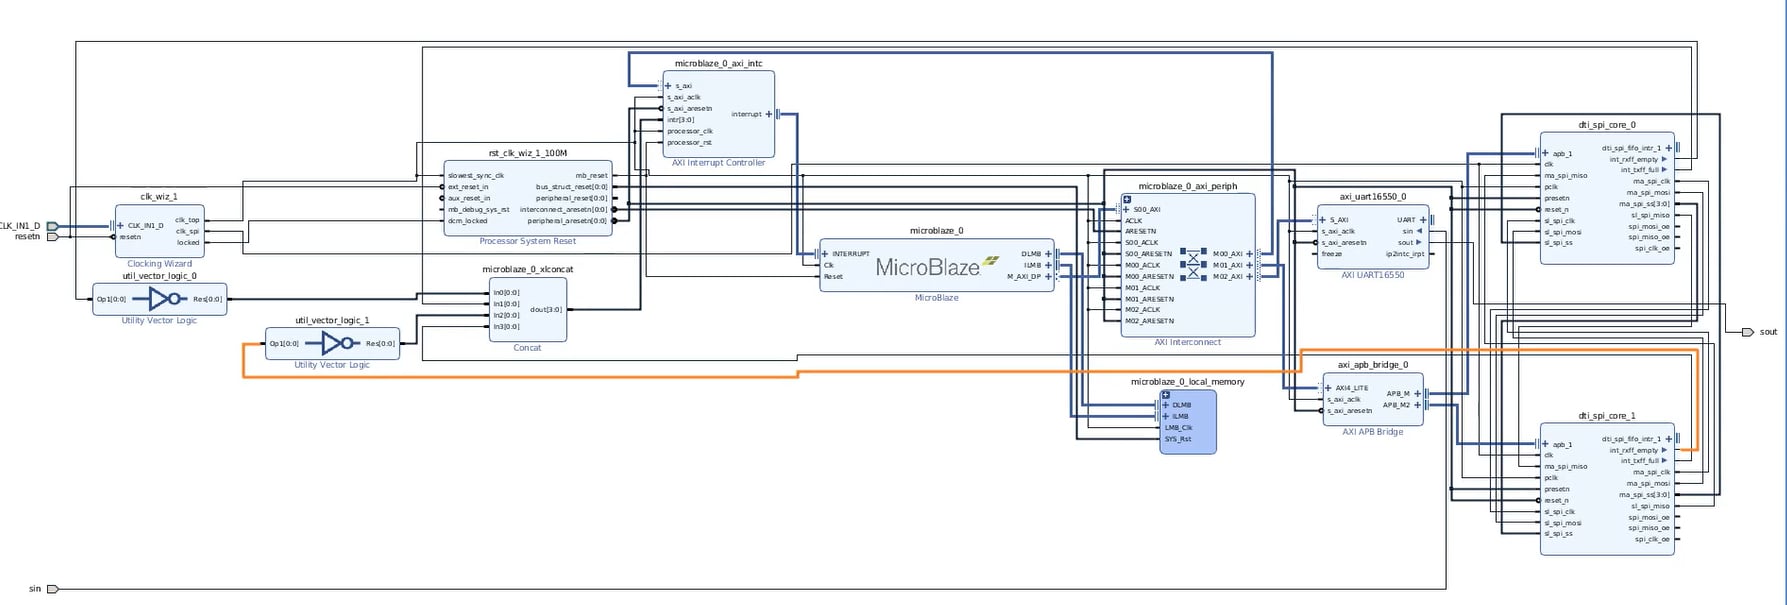 CLK_IN1_D
resetn
clk_wiz_1
CLK_IN1_D
resetn
clk_top
clk_spi
locked
Clocking Wizard
util_vector_logic_0
Op1[0:0]
Res[0:0]
Utility Vector Logic
util_vector_logic_1
Op1[0:0]
Res[0:0]
Utility Vector Logic
rst_clk_wiz_1_100M
slowest_sync_clk
ext_reset_in
aux_reset_in
mb_debug_sys_rst
dcm_locked
mb_reset
bus_struct_reset[0:0]
peripheral_reset[0:0]
interconnect_aresetn[0:0]
peripheral_aresetn[0:0]
Processor System Reset
microblaze_0_xlconcat
In0[0:0]
In1[0:0]
In2[0:0]
In3[0:0]
dout[3:0]
Concat
microblaze_0_axi_intc
s_axi
s_axi_aclk
s_axi_aresetn
intr[3:0]
processor_clk
processor_rst
interrupt
AXI Interrupt Controller
microblaze_0
INTERRUPT
Clk
Reset
MicroBlaze
DLMB
ILMB
M_AXI_DP
MicroBlaze
microblaze_0_axi_periph
S00_AXI
ACLK
ARESETN
S00_ACLK
S00_ARESETN
M00_ACLK
M00_ARESETN
M01_ACLK
M01_ARESETN
M02_ACLK
M02_ARESETN
M00_AXI
M01_AXI
M02_AXI
AXI Interconnect
microblaze_0_local_memory
DLMB
ILMB
LMB_Clk
SYS_Rst
axi_uart16550_0
S_AXI
s_axi_aclk
s_axi_aresetn
freeze
UART
sin
sout
ip2intc_irpt
AXI UART16550
axi_apb_bridge_0
AXI4_LITE
s_axi_aclk
s_axi_aresetn
APB_M
APB_M2
AXI APB Bridge
dti_spi_core_0
apb_1
clk
ma_spi_miso
pclk
presetn
reset_n
sl_spi_clk
sl_spi_mosi
sl_spi_ss
dti_spi_fifo_intr_1
int_rxff_empty
int_txff_full
ma_spi_clk
ma_spi_mosi
ma_spi_ss[3:0]
sl_spi_miso
spi_mosi_oe
spi_miso_oe
spi_clk_oe
dti_spi_core_1
apb_1
clk
ma_spi_miso
pclk
presetn
reset_n
sl_spi_clk
sl_spi_mosi
sl_spi_ss
dti_spi_fifo_intr_1
int_rxff_empty
int_txff_full
ma_spi_clk
ma_spi_mosi
ma_spi_ss[3:0]
sl_spi_miso
spi_mosi_oe
spi_miso_oe
spi_clk_oe
sout
sin